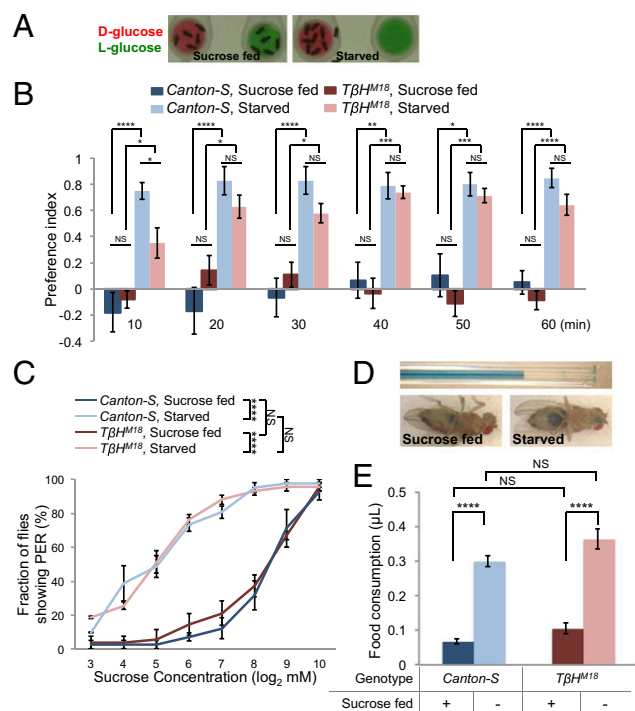 A
D-glucose
L-glucose
Sucrose fed
Starved
B
Canton-S, Sucrose fed
TβH^M18, Sucrose fed
Canton-S, Starved
TβH^M18, Starved
**** **** **** ** * ****
* * * *** *** ****
* NS NS NS NS NS
NS NS NS NS NS NS
Preference index
1
0.8
0.6
0.4
0.2
0
-0.2
-0.4
10 20 30 40 50 60 (min)
C
Canton-S, Sucrose fed
Canton-S, Starved
TβH^M18, Sucrose fed
TβH^M18, Starved
****
****
NS
NS
Fraction of flies
showing PER (%)
100
80
60
40
20
0
3 4 5 6 7 8 9 10
Sucrose Concentration (log₂ mM)
D
Sucrose fed
Starved
E
NS
NS
**** ****
Food consumption (µL)
0.5
0.4
0.3
0.2
0.1
0
Genotype Canton-S TβH^M18
Sucrose fed + - + -